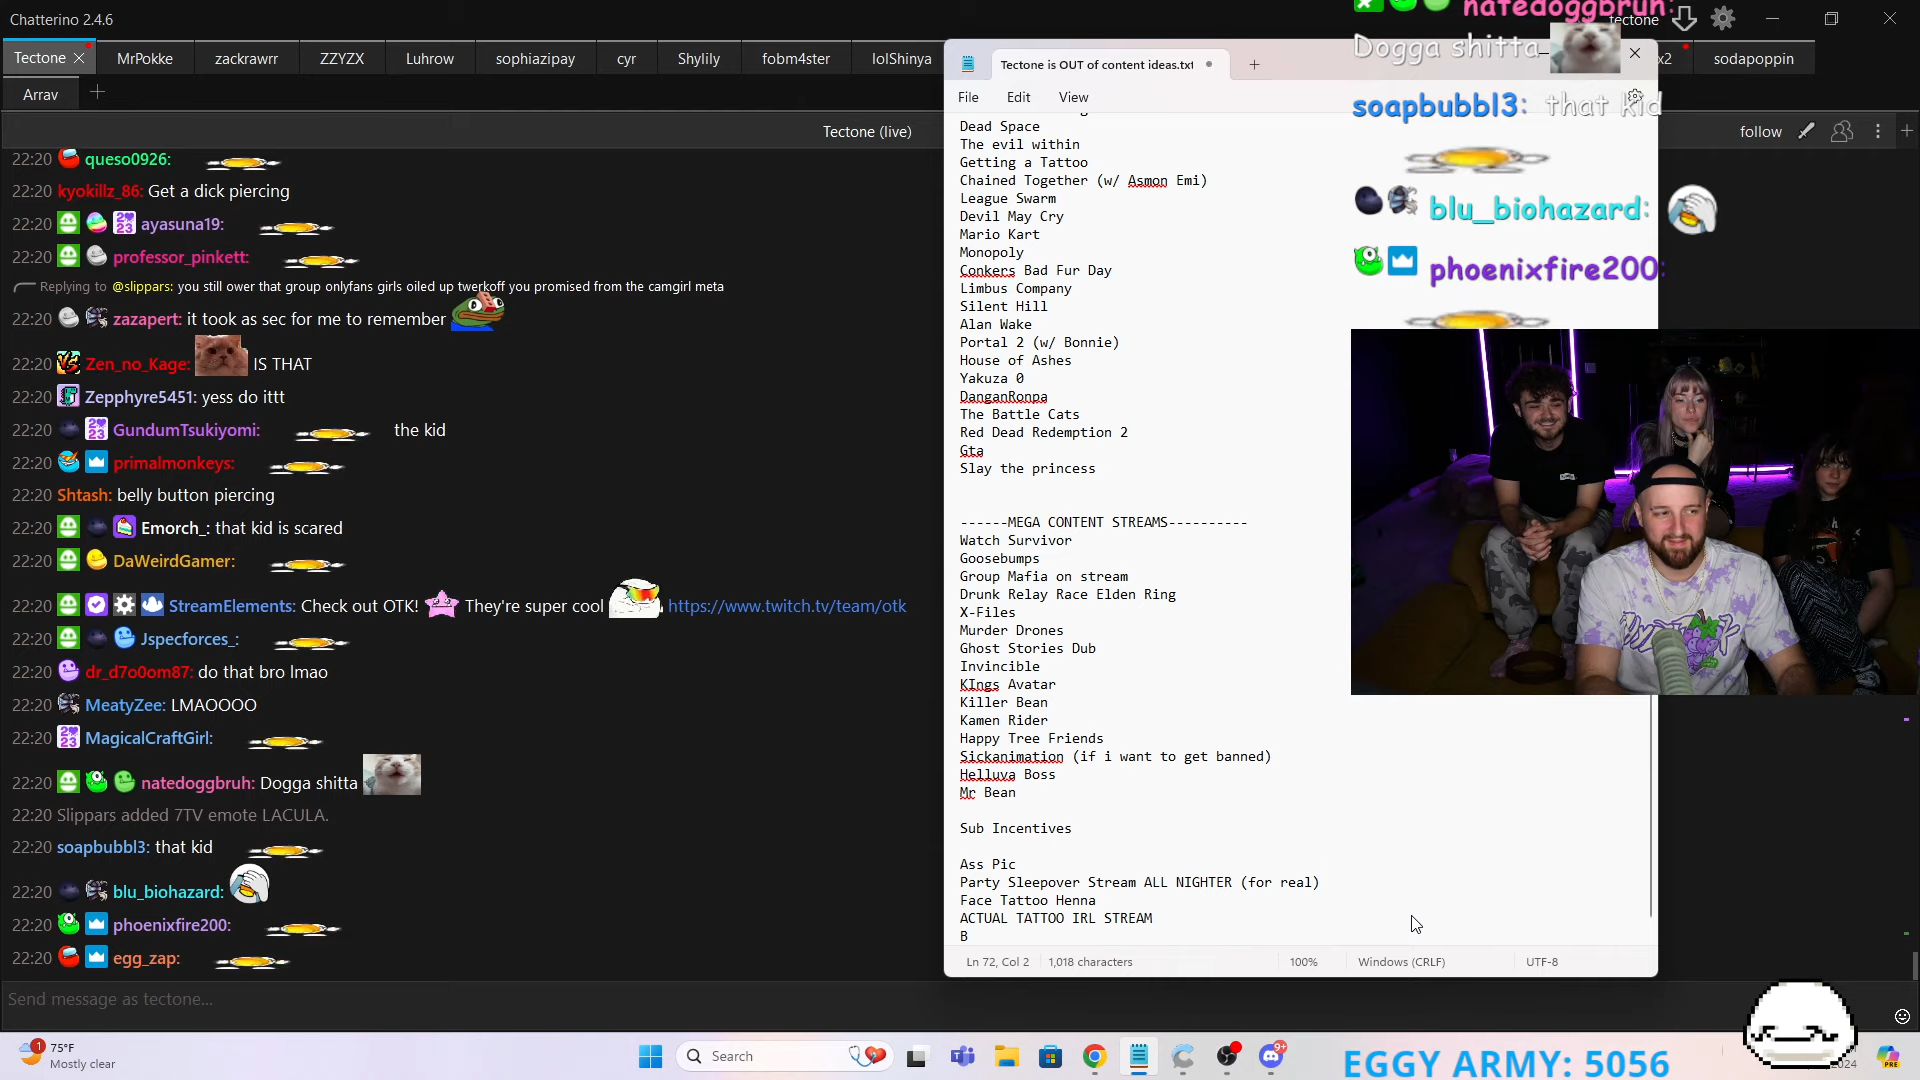 Chatterino 2.4.6
tectone
Tectone
MrPokke
zackrawrr
ZZYZX
Luhrow
sophiazipay
cyr
Shylily
fobm4ster
lolShinya
x2
sodapoppin
Arrav
Tectone (live)
follow
22:20 queso0926:
22:20 kyokillz_86: Get a dick piercing
22:20 ayasuna19:
22:20 professor_pinkett:
Replying to @slippars: you still ower that group onlyfans girls oiled up twerkoff you promised from the camgirl meta
22:20 zazapert: it took as sec for me to remember
22:20 Zen_no_Kage: IS THAT
22:20 Zepphyre5451: yess do ittt
22:20 GundumTsukiyomi: the kid
22:20 primalmonkeys:
22:20 Shtash: belly button piercing
22:20 Emorch_: that kid is scared
22:20 DaWeirdGamer:
22:20 StreamElements: Check out OTK! They're super cool https://www.twitch.tv/team/otk
22:20 Jspecforces_:
22:20 dr_d7o0om87: do that bro lmao
22:20 MeatyZee: LMAOOOO
22:20 MagicalCraftGirl:
22:20 natedoggbruh: Dogga shitta
22:20 Slippars added 7TV emote LACULA.
22:20 soapbubbl3: that kid
22:20 blu_biohazard:
22:20 phoenixfire200:
22:20 egg_zap:
Send message as tectone...
Tectone is OUT of content ideas.txt
File
Edit
View
Dead Space
The evil within
Getting a Tattoo
Chained Together (w/ Asmon Emi)
League Swarm
Devil May Cry
Mario Kart
Monopoly
Conkers Bad Fur Day
Limbus Company
Silent Hill
Alan Wake
Portal 2 (w/ Bonnie)
House of Ashes
Yakuza 0
DanganRonpa
The Battle Cats
Red Dead Redemption 2
Gta
Slay the princess
------MEGA CONTENT STREAMS----------
Watch Survivor
Goosebumps
Group Mafia on stream
Drunk Relay Race Elden Ring
X-Files
Murder Drones
Ghost Stories Dub
Invincible
KIngs Avatar
Killer Bean
Kamen Rider
Happy Tree Friends
Sickanimation (if i want to get banned)
Helluva Boss
Mr Bean
Sub Incentives
Ass Pic
Party Sleepover Stream ALL NIGHTER (for real)
Face Tattoo Henna
ACTUAL TATTOO IRL STREAM
B
Ln 72, Col 2
1,018 characters
100%
Windows (CRLF)
UTF-8
natedoggbruh:
Dogga shitta
soapbubbl3: that kid
blu_biohazard:
phoenixfire200:
1
75°F
Mostly clear
Search
9+
EGGY ARMY: 5056
PRE